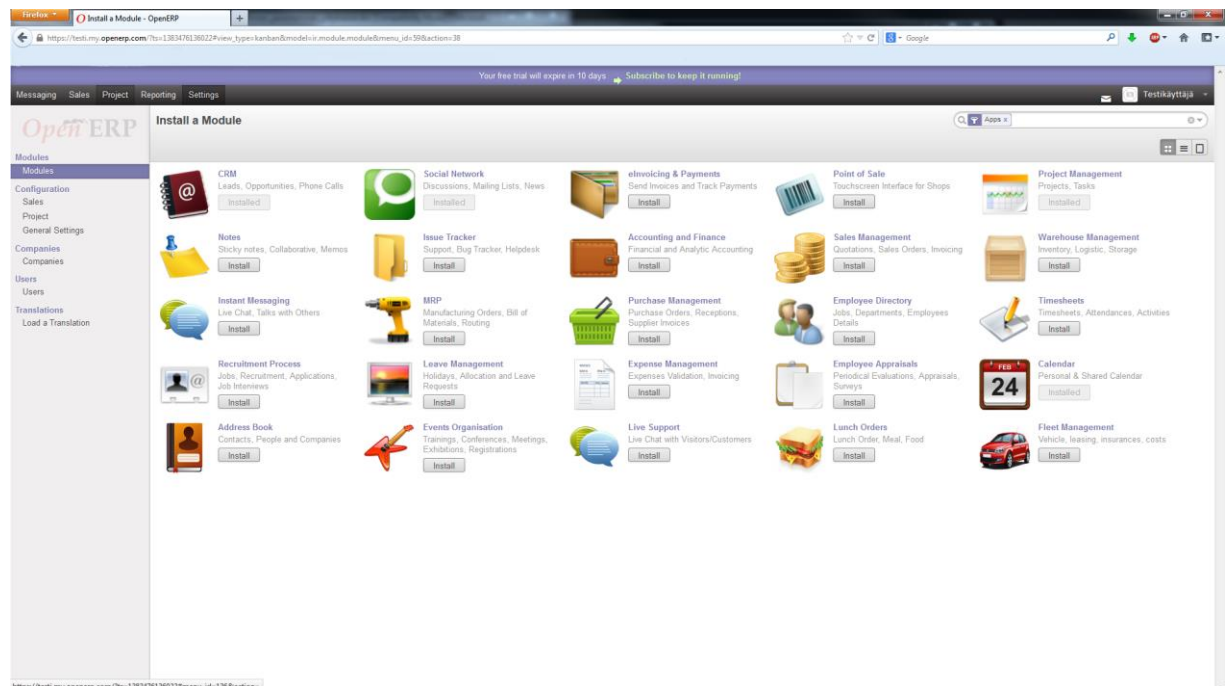 Firefox
Install a Module - OpenERP
+
https://testi.my.openerp.com/?ts=1383476136022#view_type=kanban&model=ir.module.module&menu_id=59&action=38
Google
Your free trial will expire in 10 days Subscribe to keep it running!
Messaging Sales Project Reporting Settings
Testikäyttäjä
Open ERP
Install a Module
Apps x
Modules
Modules
Configuration
Sales
Project
General Settings
Companies
Companies
Users
Users
Translations
Load a Translation
CRM
Leads, Opportunities, Phone Calls
Installed
Social Network
Discussions, Mailing Lists, News
Installed
eInvoicing & Payments
Send Invoices and Track Payments
Install
Point of Sale
Touchscreen Interface for Shops
Install
Project Management
Projects, Tasks
Installed
Notes
Sticky notes, Collaborative, Memos
Install
Issue Tracker
Support, Bug Tracker, Helpdesk
Install
Accounting and Finance
Financial and Analytic Accounting
Install
Sales Management
Quotations, Sales Orders, Invoicing
Install
Warehouse Management
Inventory, Logistic, Storage
Install
Instant Messaging
Live Chat, Talks with Others
Install
MRP
Manufacturing Orders, Bill of
Materials, Routing
Install
Purchase Management
Purchase Orders, Receptions,
Supplier Invoices
Install
Employee Directory
Jobs, Departments, Employees
Details
Install
Timesheets
Timesheets, Attendances, Activities
Install
Recruitment Process
Jobs, Recruitment, Applications,
Job Interviews
Install
Leave Management
Holidays, Allocation and Leave
Requests
Install
Expense Management
Expenses Validation, Invoicing
Install
Employee Appraisals
Periodical Evaluations, Appraisals,
Surveys
Install
FEB
24
Calendar
Personal & Shared Calendar
Installed
Address Book
Contacts, People and Companies
Install
Events Organisation
Trainings, Conferences, Meetings,
Exhibitions, Registrations
Install
Live Support
Live Chat with Visitors/Customers
Install
Lunch Orders
Lunch Order, Meal, Food
Install
Fleet Management
Vehicle, leasing, insurances, costs
Install